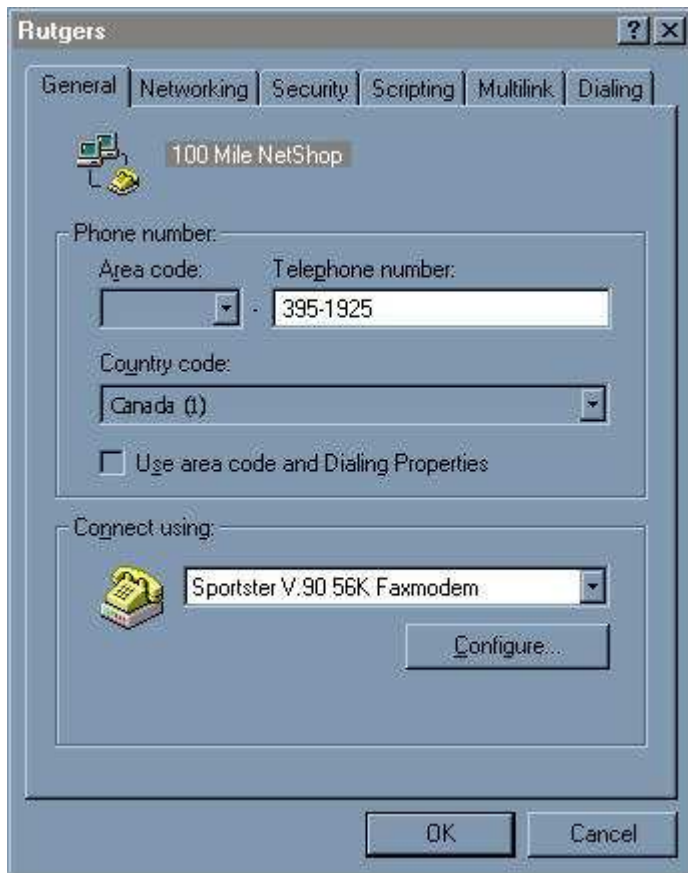 Rutgers
General Networking Security Scripting Multilink Dialing
100 Mile NetShop
Phone number:
Area code: Telephone number:
- 395-1925
Country code:
Canada (1)
Use area code and Dialing Properties
Connect using:
Sportster V.90 56K Faxmodem
Configure...
OK Cancel